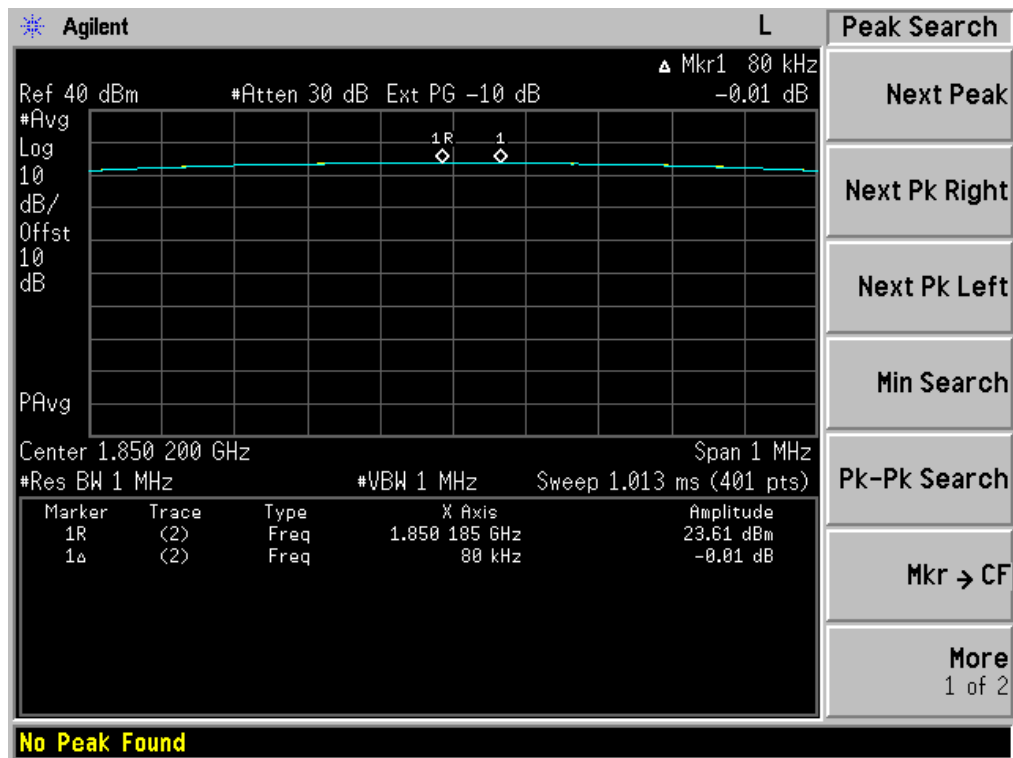 Agilent L Peak Search
Δ Mkr1 80 kHz
Ref 40 dBm #Atten 30 dB Ext PG -10 dB -0.01 dB
#Avg
Log
10
dB/
Offst
10
dB
1R 1
PAvg
Center 1.850 200 GHz Span 1 MHz
#Res BW 1 MHz #VBW 1 MHz Sweep 1.013 ms (401 pts)
Marker Trace Type X Axis Amplitude
1R (2) Freq 1.850 185 GHz 23.61 dBm
1Δ (2) Freq 80 kHz -0.01 dB
Next Peak
Next Pk Right
Next Pk Left
Min Search
Pk-Pk Search
Mkr → CF
More
1 of 2
No Peak Found